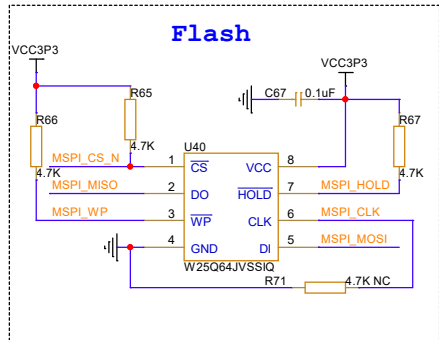 Flash
VCC3P3
VCC3P3
R65
C67
0.1uF
R66
R67
U40
4.7K
MSPI_CS_N
1
CS
VCC
8
4.7K
4.7K
MSPI_MISO
2
DO
HOLD
7
MSPI_HOLD
MSPI_WP
3
WP
CLK
6
MSPI_CLK
4
GND
DI
5
MSPI_MOSI
W25Q64JVSSIQ
R71
4.7K NC